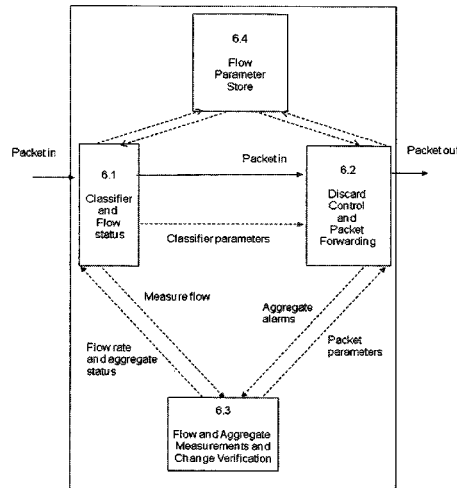 6.4
Flow
Parameter
Store
Packet in
Packet in
Packet out
6.1
Classifier
and
Flow
status
6.2
Discard
Control
and
Packet
Forwarding
Classifier parameters
Measure flow
Aggregate
alarms
Flow rate
and aggregate
status
Packet
parameters
6.3
Flow and Aggregate
Measurements and
Change Verification